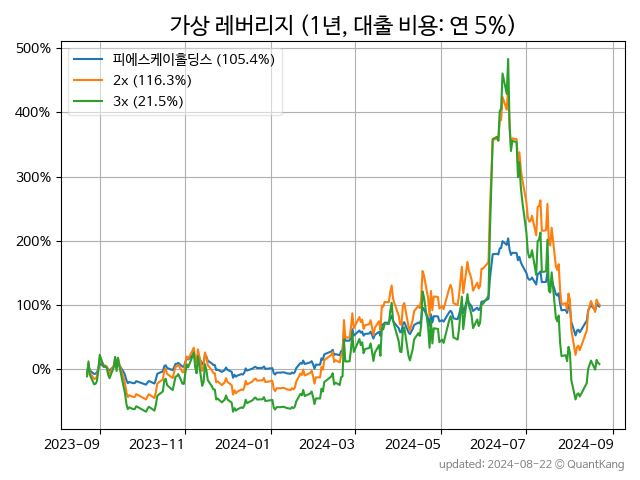 가상 레버리지 (1년, 대출 비용: 연 5%)
피에스케이홀딩스 (105.4%)
2x (116.3%)
3x (21.5%)
500%
400%
300%
200%
100%
0%
2023-09 2023-11 2024-01 2024-03 2024-05 2024-07 2024-09
updated: 2024-08-22 © QuantKang